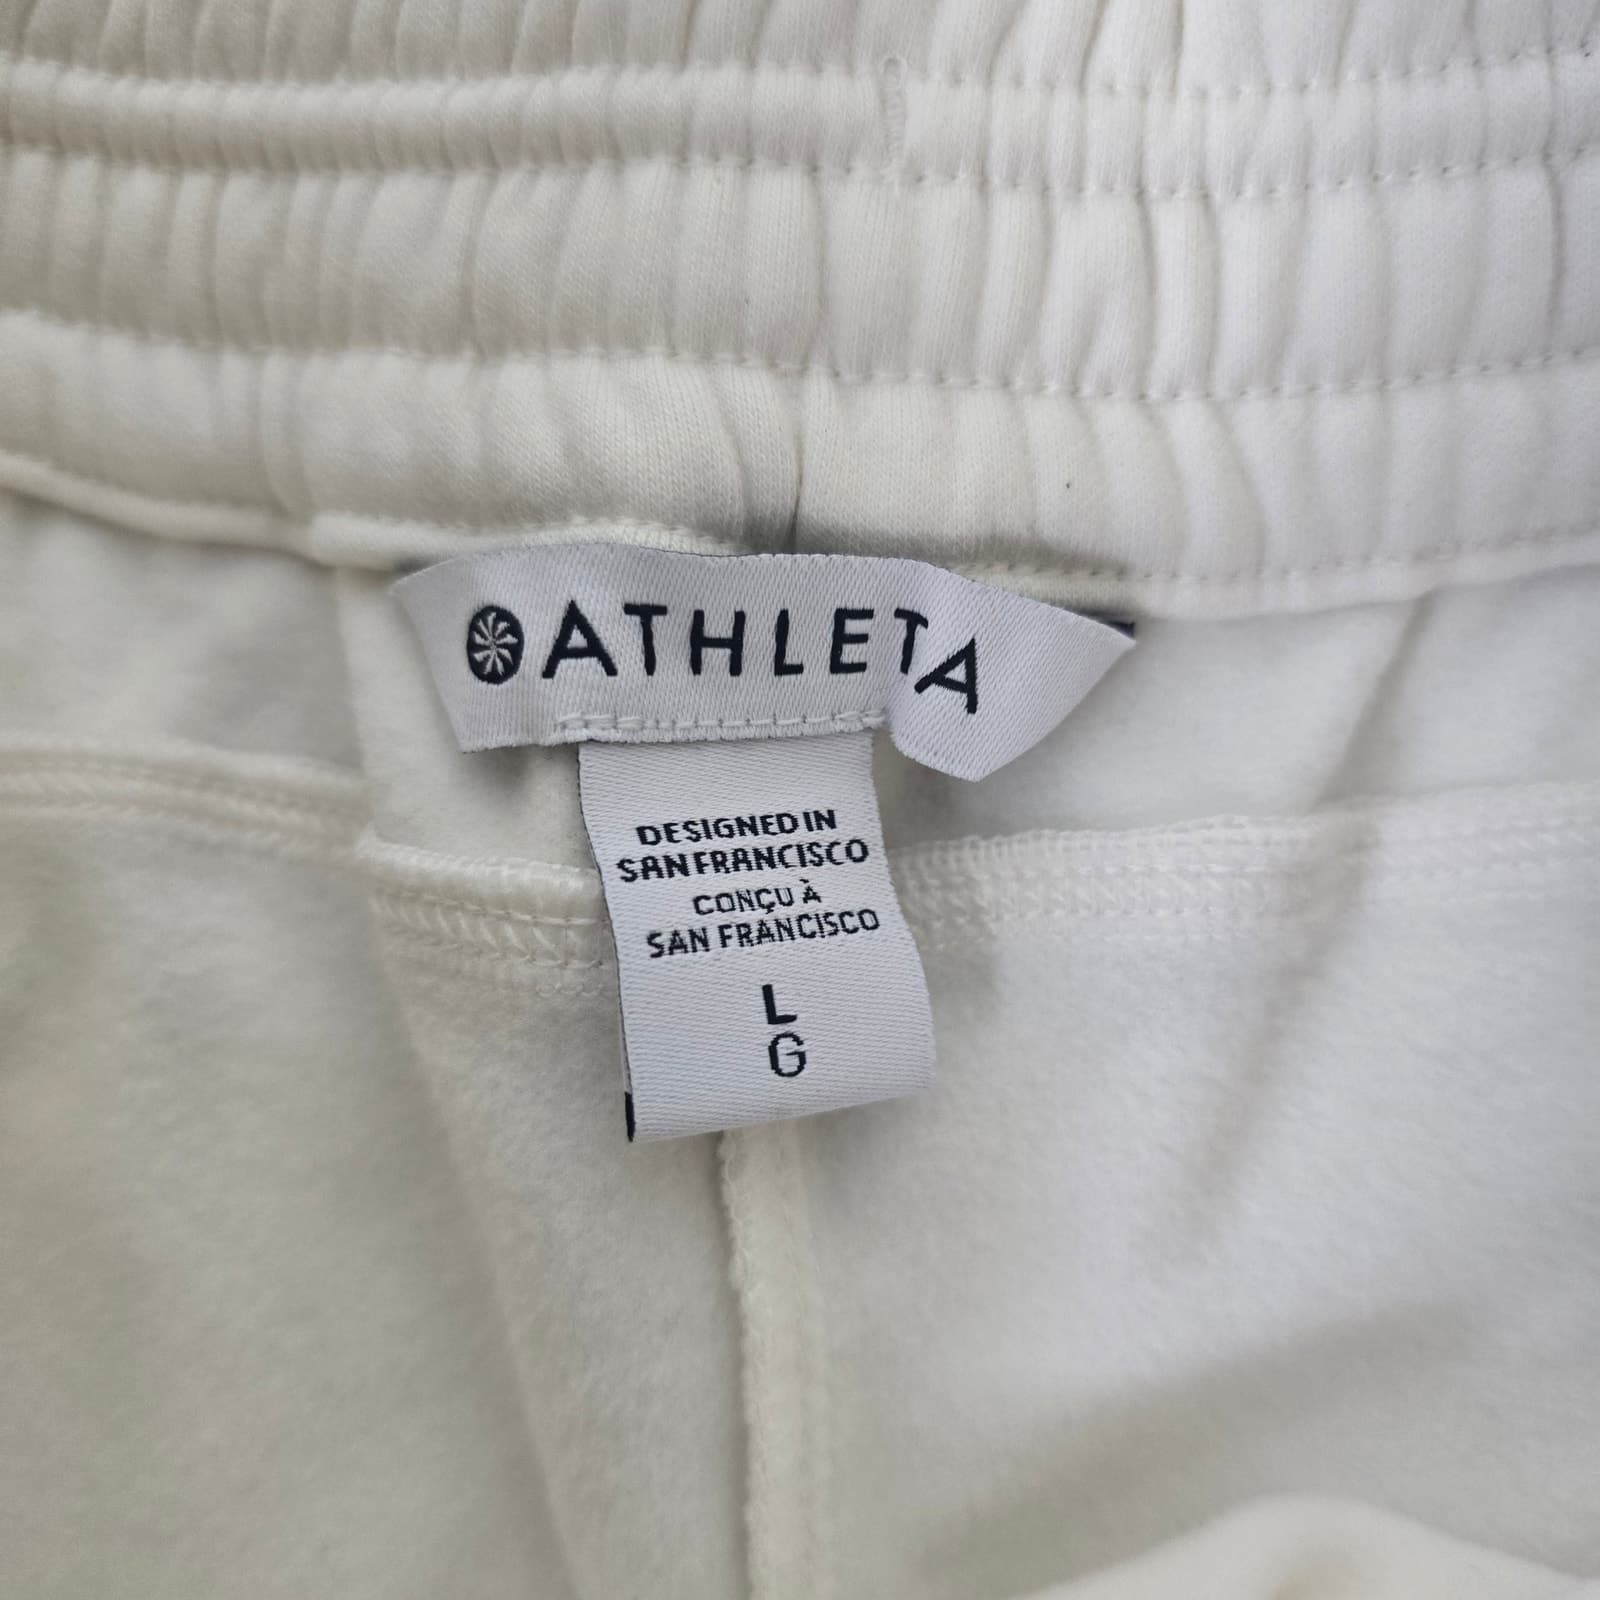 ATHLETA
DESIGNED IN
SAN FRANCISCO
CONÇU À
SAN FRANCISCO
L
G